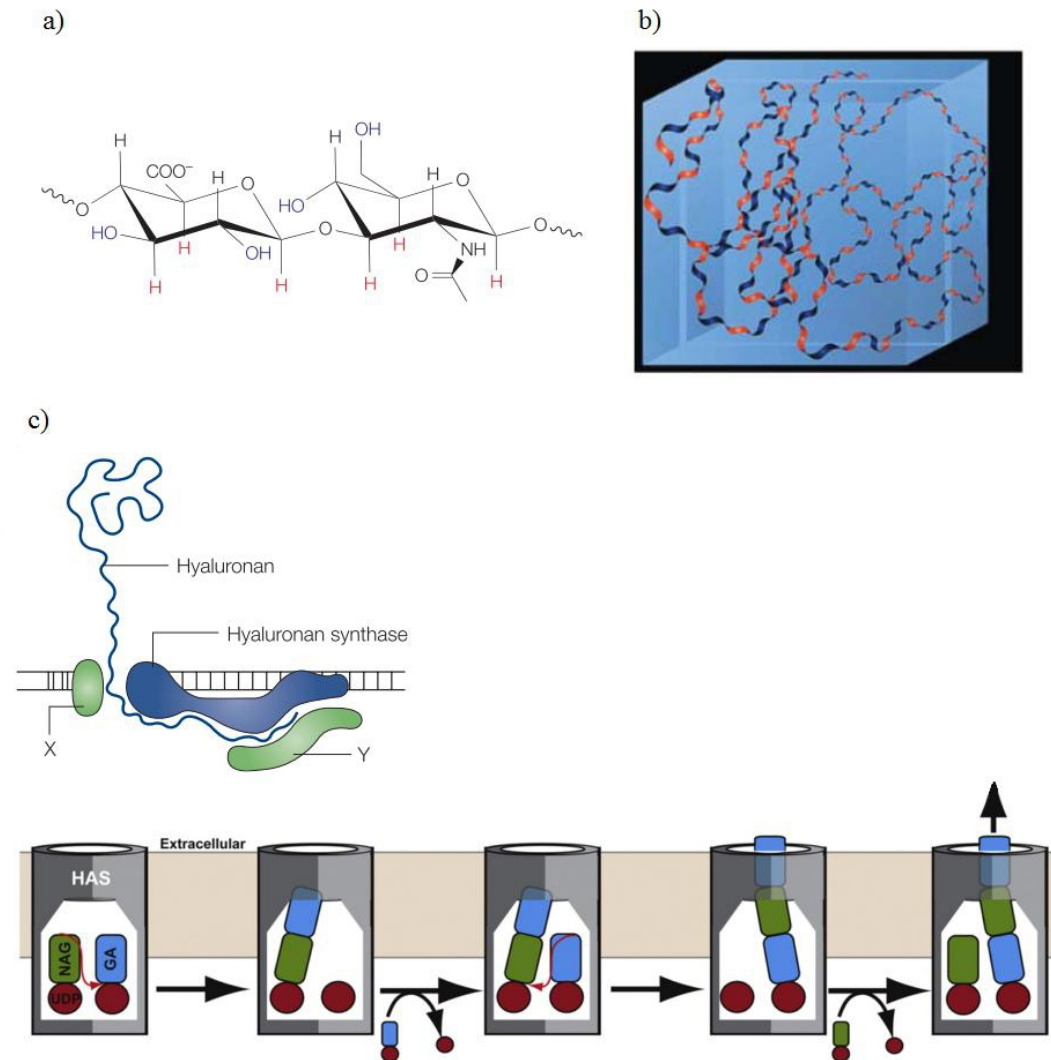 a)
b)
H
OH
COO⁻
H
H
O
O
HO
O
O
O
HO
OH
H
H
H
H
NH
O
H
c)
Hyaluronan
Hyaluronan synthase
X
Y
Extracellular
HAS
NAG
GA
UDP